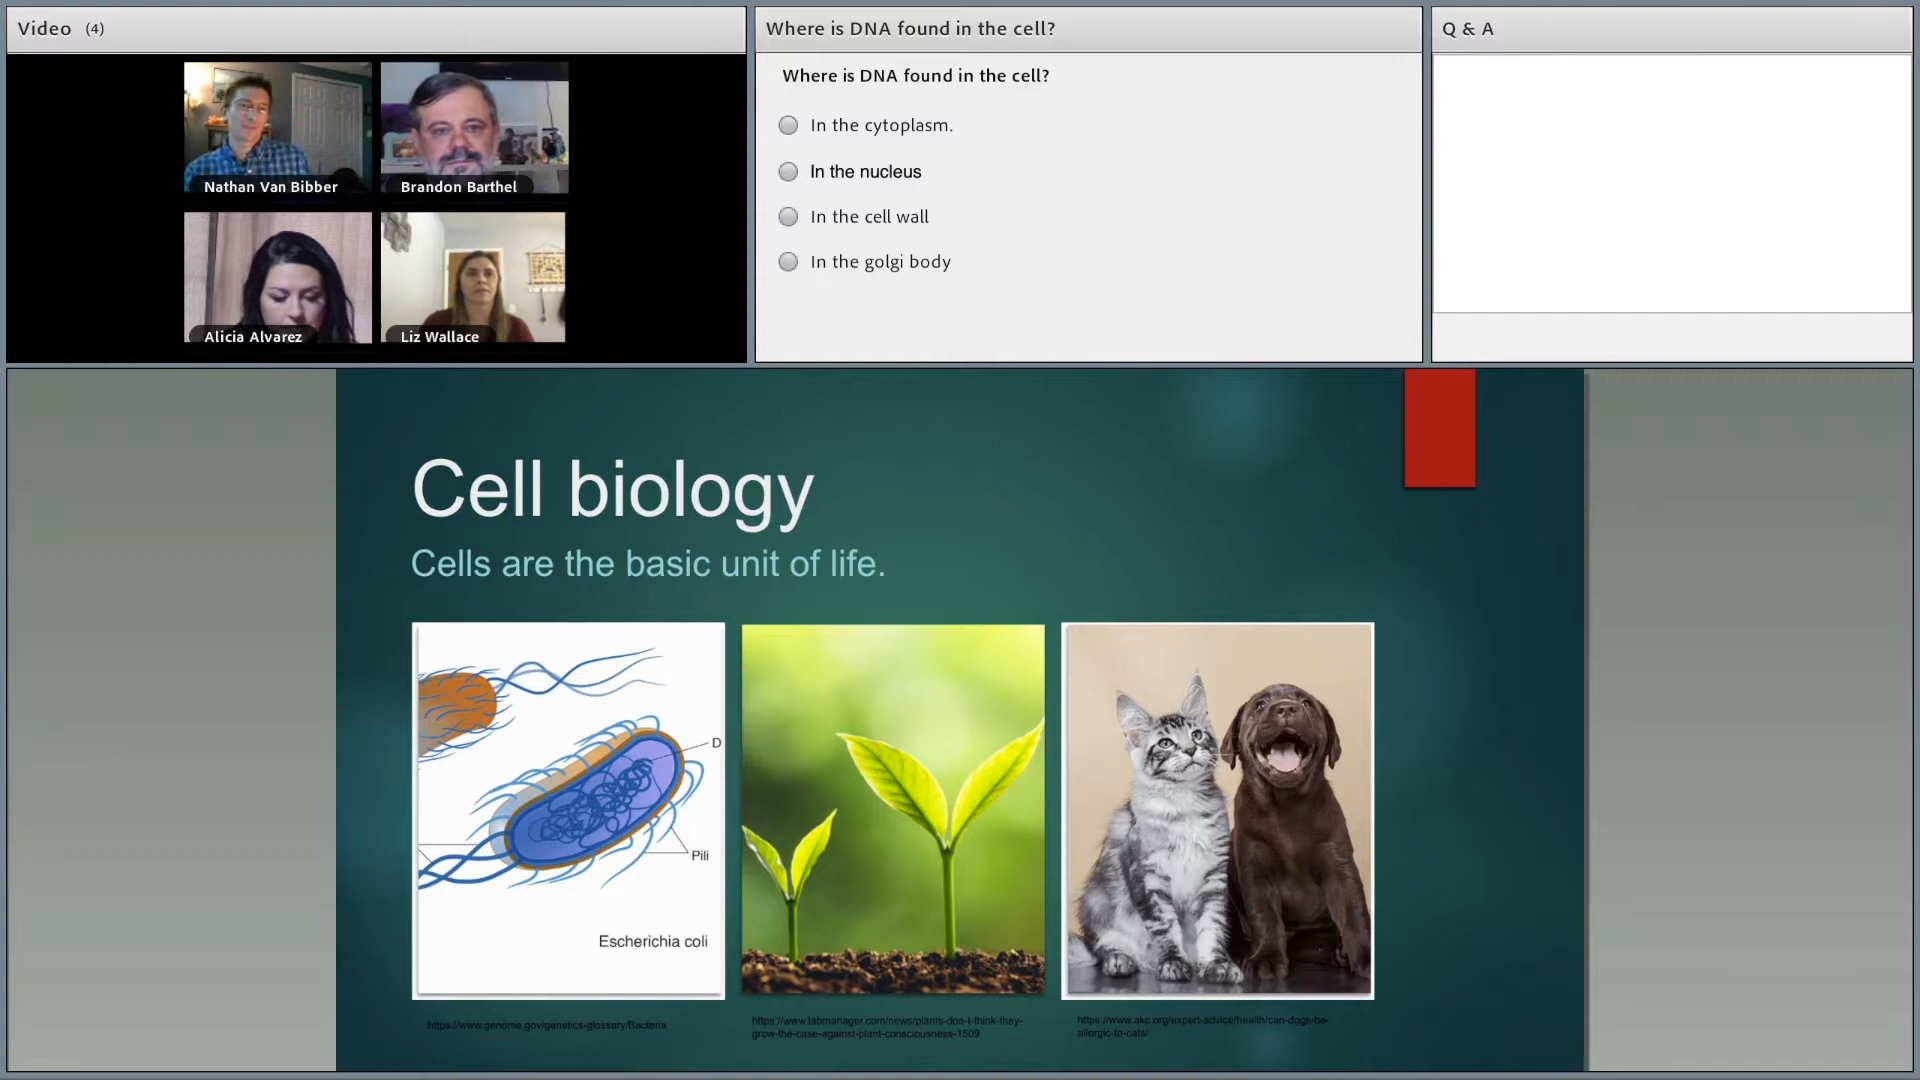 Video (4)
Nathan Van Bibber
Brandon Barthel
Alicia Alvarez
Liz Wallace
Where is DNA found in the cell?
Where is DNA found in the cell?
In the cytoplasm.
In the nucleus
In the cell wall
In the golgi body
Q & A
Cell biology
Cells are the basic unit of life.
D
Pili
Escherichia coli
https://www.genome.gov/genetics-glossary/Bacteria
https://www.labmanager.com/news/plants-don-t-think-they-
grow-the-case-against-plant-consciousness-1509
https://www.akc.org/expert-advice/health/can-dogs-be-
allergic-to-cats/